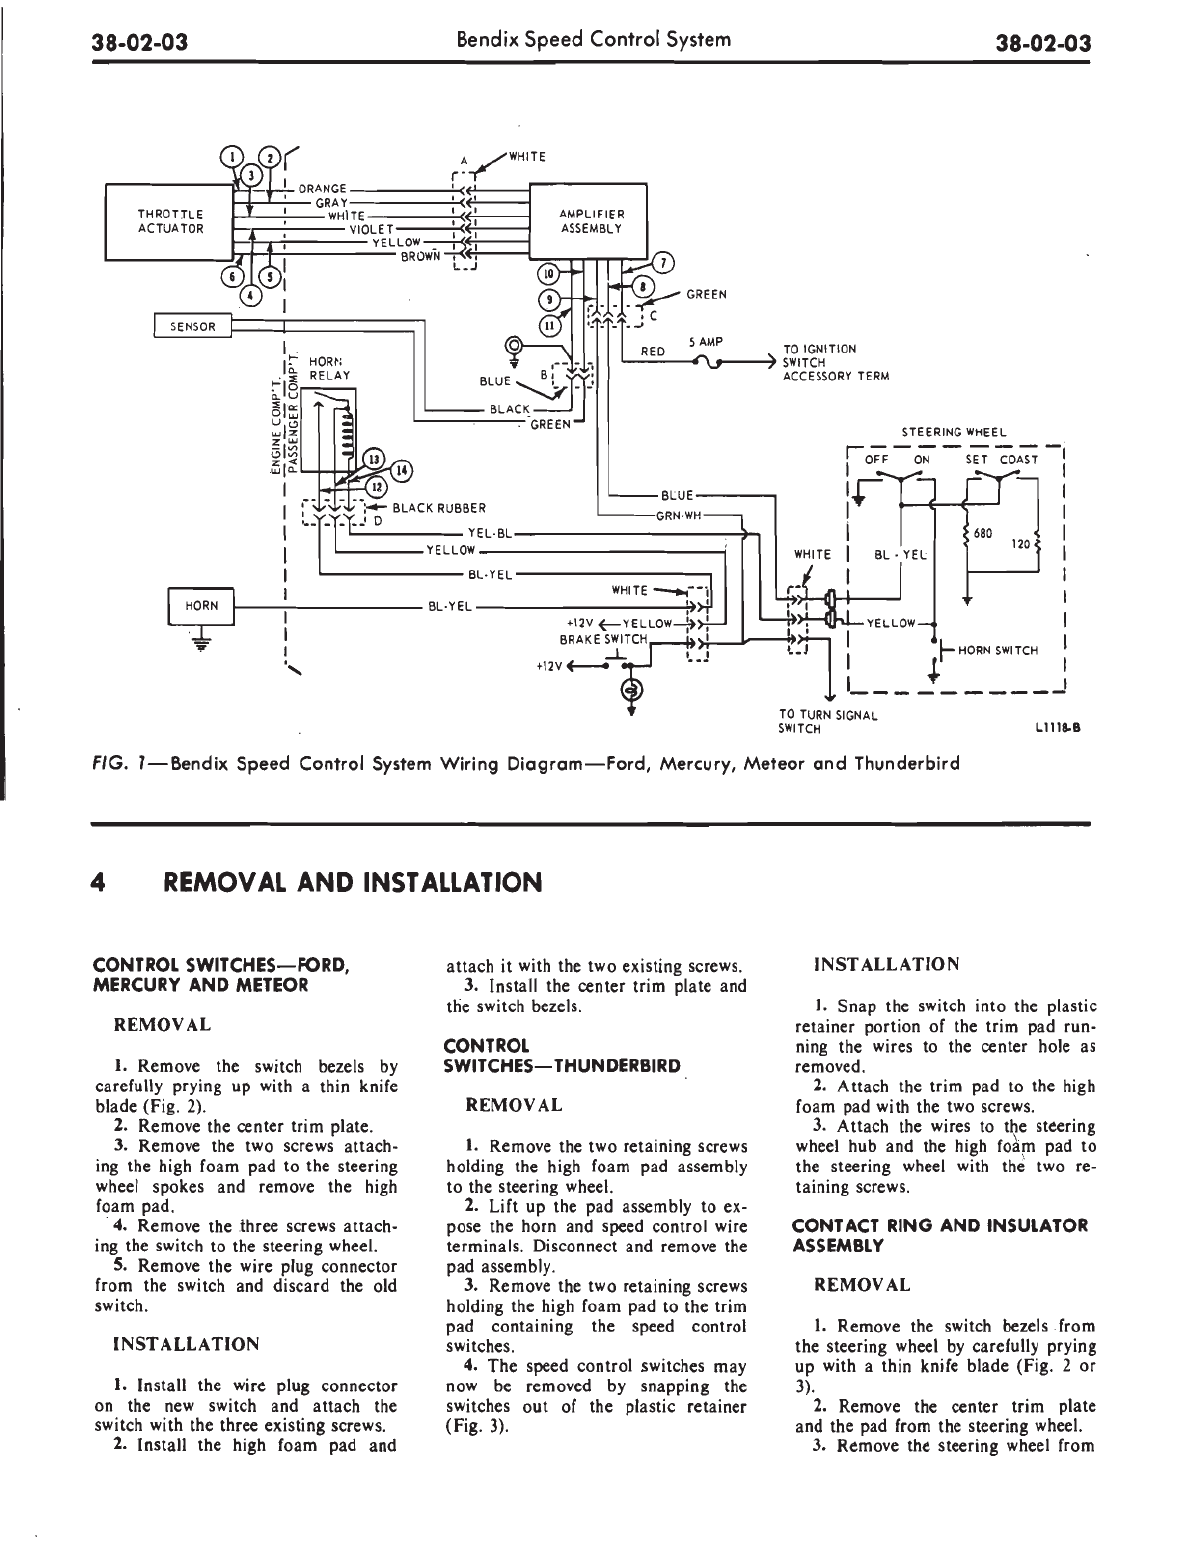 38-02-03
Bendix Speed Control System
38-02-03
1
2
3
A
WHITE
ORANGE
GRAY
WHITE
VIOLET
YELLOW
BROWN
THROTTLE
ACTUATOR
AMPLIFIER
ASSEMBLY
6
5
4
10
7
9
8
11
GREEN
C
SENSOR
RED
5 AMP
TO IGNITION
SWITCH
ACCESSORY TERM
HORN
RELAY
BLUE
B
BLACK
GREEN
ENGINE COMP'T.
PASSENGER COMP'T.
STEERING WHEEL
OFF
ON
SET
COAST
13
14
12
BLACK RUBBER
D
BLUE
GRN-WH
YEL-BL
YELLOW
BL-YEL
WHITE
BL - YEL
680
120
WHITE
HORN
BL-YEL
+12V
YELLOW
BRAKE SWITCH
+12V
YELLOW
HORN SWITCH
TO TURN SIGNAL
SWITCH
L1118-B
FIG. 1—Bendix Speed Control System Wiring Diagram—Ford, Mercury, Meteor and Thunderbird
4 REMOVAL AND INSTALLATION
CONTROL SWITCHES—FORD,
MERCURY AND METEOR
REMOVAL
1. Remove the switch bezels by
carefully prying up with a thin knife
blade (Fig. 2).
2. Remove the center trim plate.
3. Remove the two screws attach-
ing the high foam pad to the steering
wheel spokes and remove the high
foam pad.
4. Remove the three screws attach-
ing the switch to the steering wheel.
5. Remove the wire plug connector
from the switch and discard the old
switch.
INSTALLATION
1. Install the wire plug connector
on the new switch and attach the
switch with the three existing screws.
2. Install the high foam pad and
attach it with the two existing screws.
3. Install the center trim plate and
the switch bezels.
CONTROL
SWITCHES—THUNDERBIRD
REMOVAL
1. Remove the two retaining screws
holding the high foam pad assembly
to the steering wheel.
2. Lift up the pad assembly to ex-
pose the horn and speed control wire
terminals. Disconnect and remove the
pad assembly.
3. Remove the two retaining screws
holding the high foam pad to the trim
pad containing the speed control
switches.
4. The speed control switches may
now be removed by snapping the
switches out of the plastic retainer
(Fig. 3).
INSTALLATION
1. Snap the switch into the plastic
retainer portion of the trim pad run-
ning the wires to the center hole as
removed.
2. Attach the trim pad to the high
foam pad with the two screws.
3. Attach the wires to the steering
wheel hub and the high foam pad to
the steering wheel with the two re-
taining screws.
CONTACT RING AND INSULATOR
ASSEMBLY
REMOVAL
1. Remove the switch bezels from
the steering wheel by carefully prying
up with a thin knife blade (Fig. 2 or
3).
2. Remove the center trim plate
and the pad from the steering wheel.
3. Remove the steering wheel from